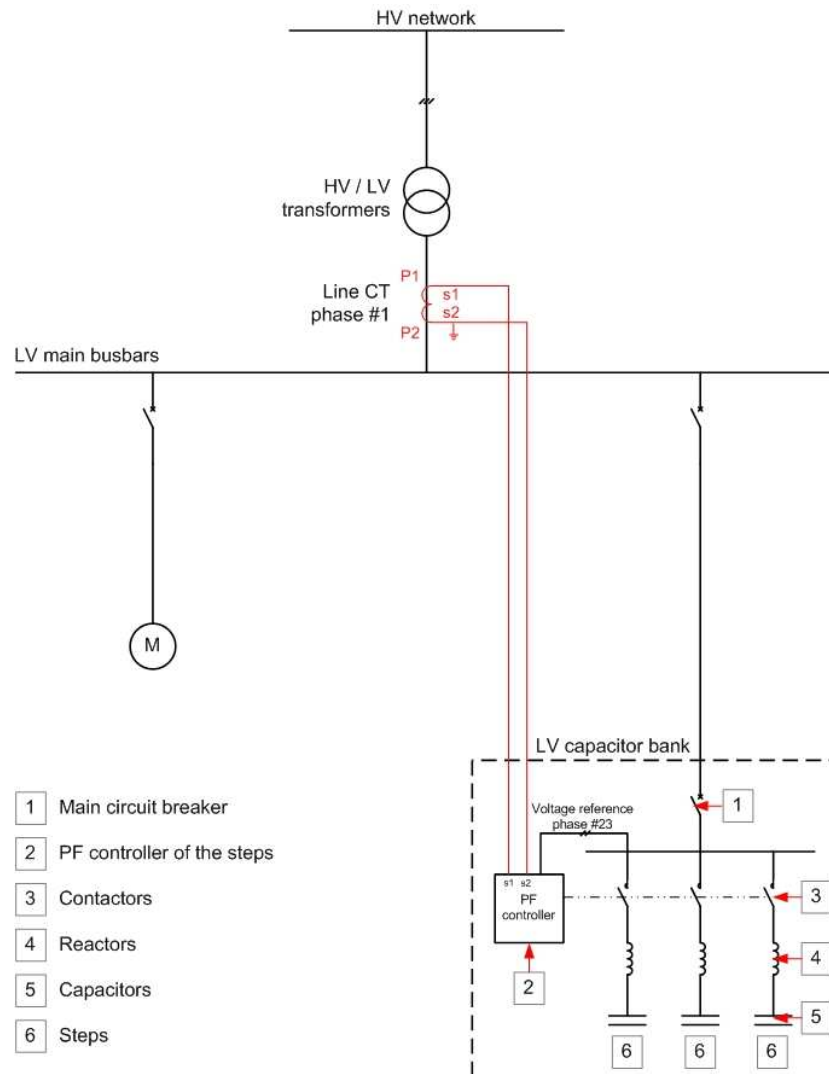 HV network
HV / LV
transformers
P1
Line CT
s1
phase #1
s2
P2
LV main busbars
M
LV capacitor bank
1 Main circuit breaker
2 PF controller of the steps
3 Contactors
4 Reactors
5 Capacitors
6 Steps
Voltage reference
phase #23
1
s1 s2
PF
controller
3
2
4
5
6 6 6